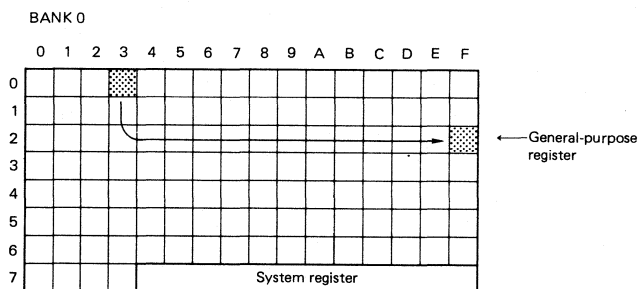 BANK 0
0 1 2 3 4 5 6 7 8 9 A B C D E F
0
1
2
General-purpose
register
3
4
5
6
7
System register